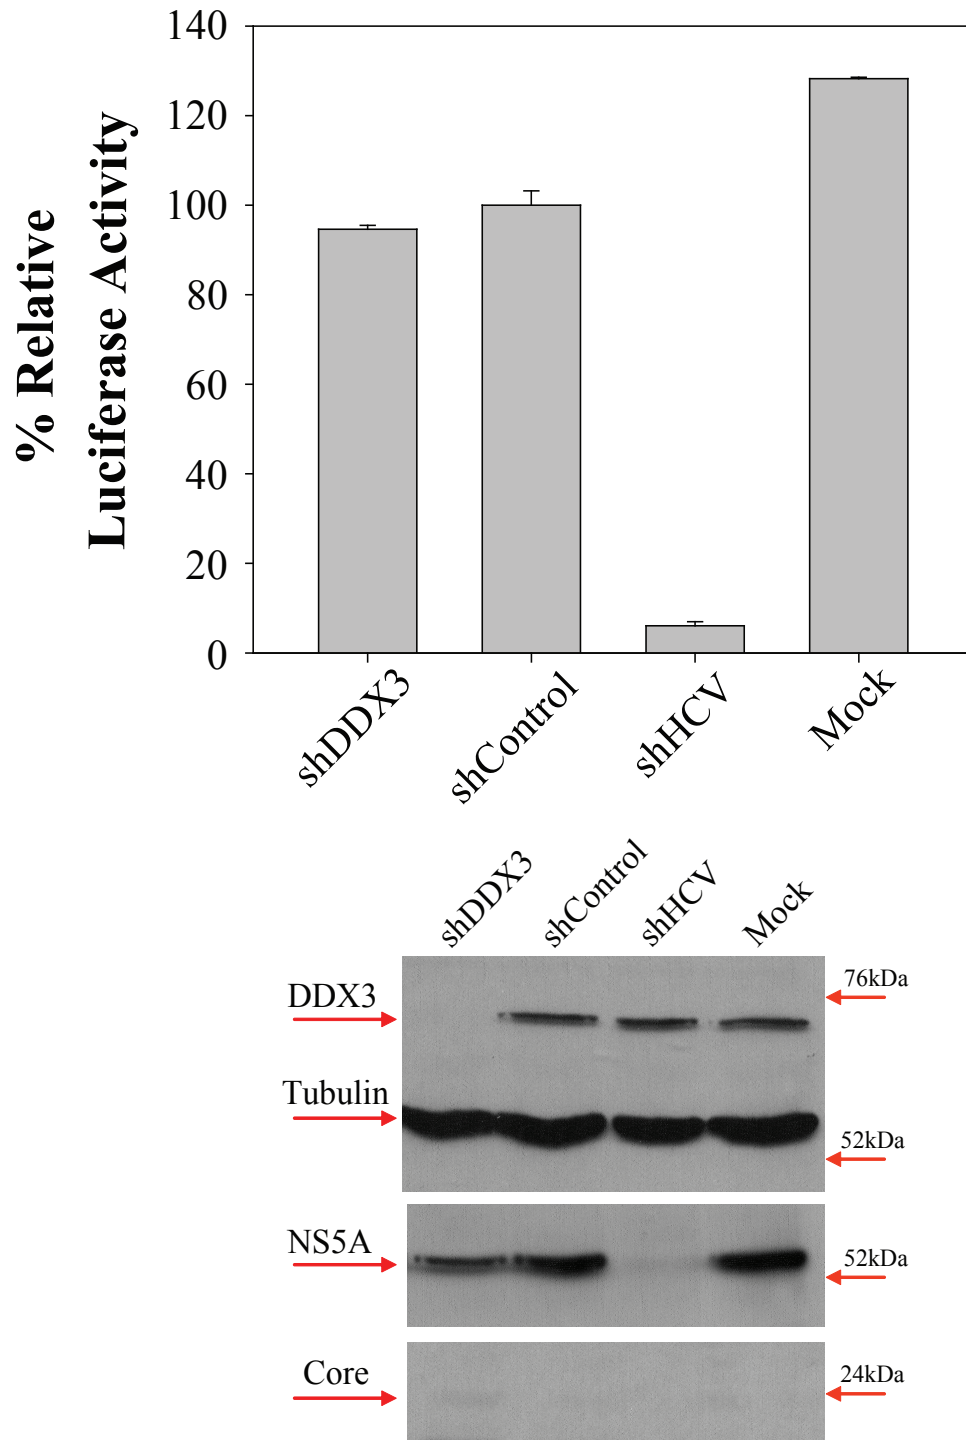 % Relative
Luciferase Activity
140
120
100
80
60
40
20
0
shDDX3
shControl
shHCV
Mock
shDDX3
shControl
shHCV
Mock
DDX3
76kDa
Tubulin
52kDa
NS5A
52kDa
Core
24kDa